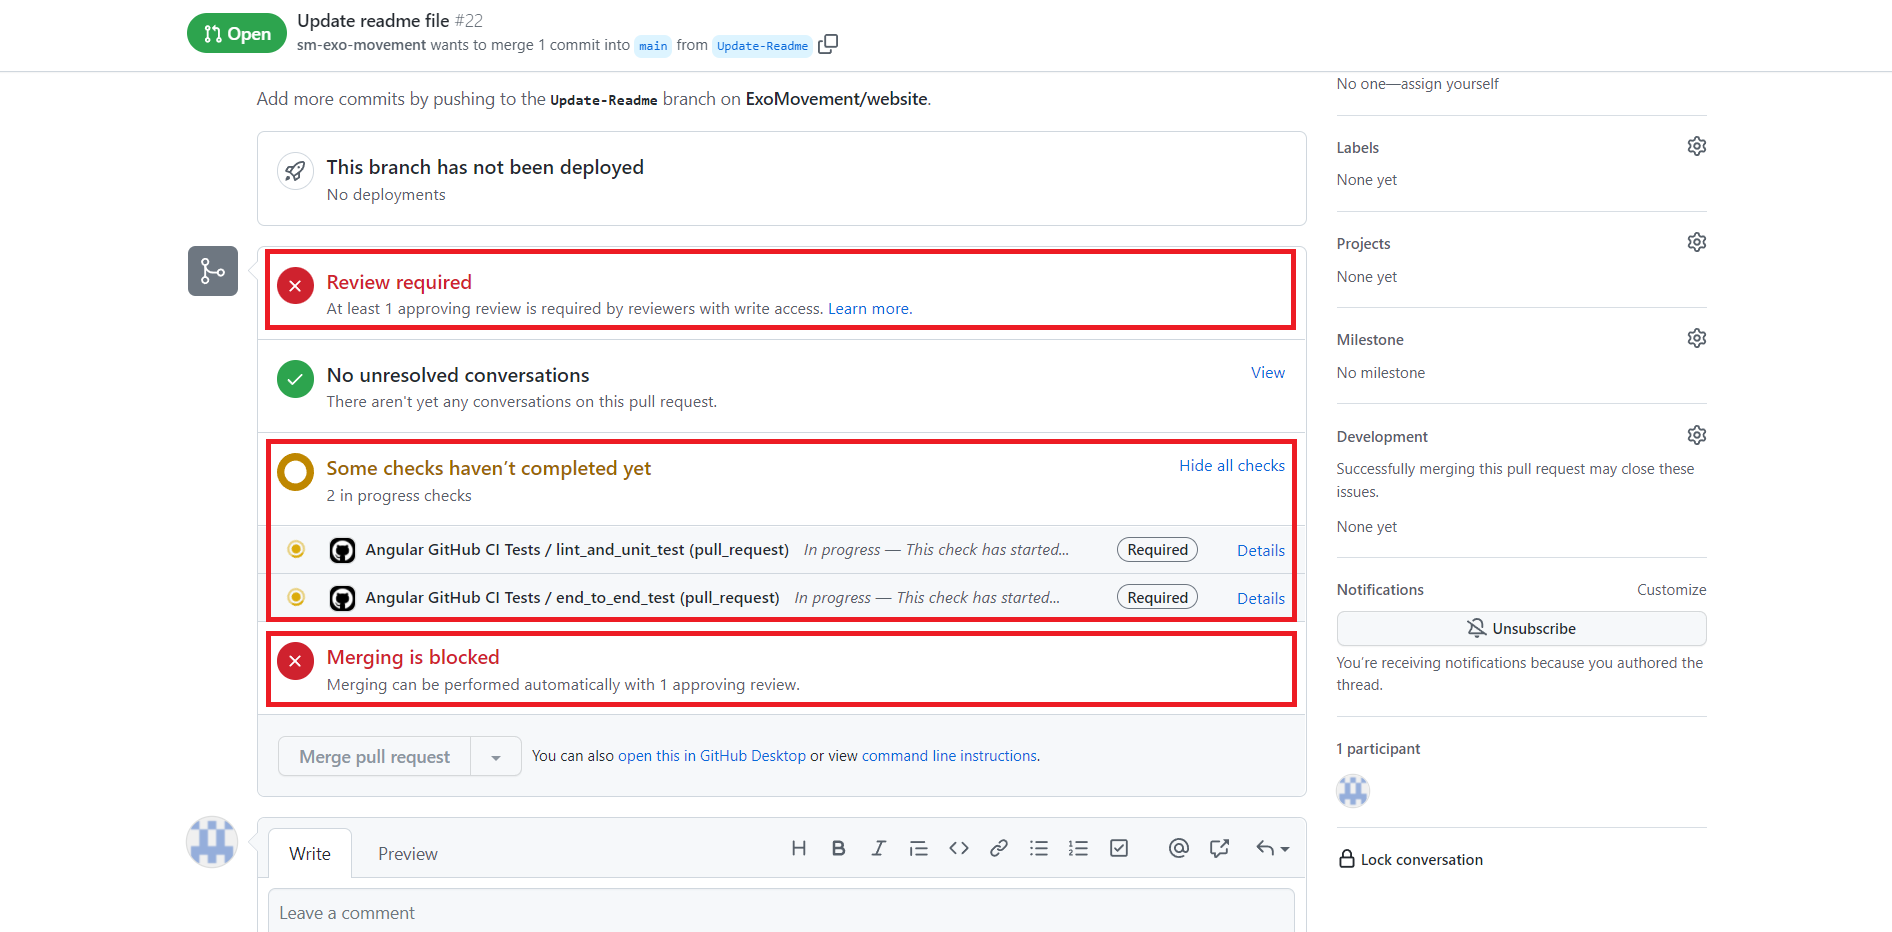 Open
Update readme file #22
sm-exo-movement wants to merge 1 commit into main from Update-Readme
Add more commits by pushing to the Update-Readme branch on ExoMovement/website.
This branch has not been deployed
No deployments
Review required
At least 1 approving review is required by reviewers with write access. Learn more.
No unresolved conversations
View
There aren't yet any conversations on this pull request.
Some checks haven't completed yet
Hide all checks
2 in progress checks
Angular GitHub CI Tests / lint_and_unit_test (pull_request) In progress — This check has started... Required Details
Angular GitHub CI Tests / end_to_end_test (pull_request) In progress — This check has started... Required Details
Merging is blocked
Merging can be performed automatically with 1 approving review.
Merge pull request
You can also open this in GitHub Desktop or view command line instructions.
Write
Preview
Leave a comment
No one—assign yourself
Labels
None yet
Projects
None yet
Milestone
No milestone
Development
Successfully merging this pull request may close these
issues.
None yet
Notifications
Customize
Unsubscribe
You're receiving notifications because you authored the
thread.
1 participant
Lock conversation